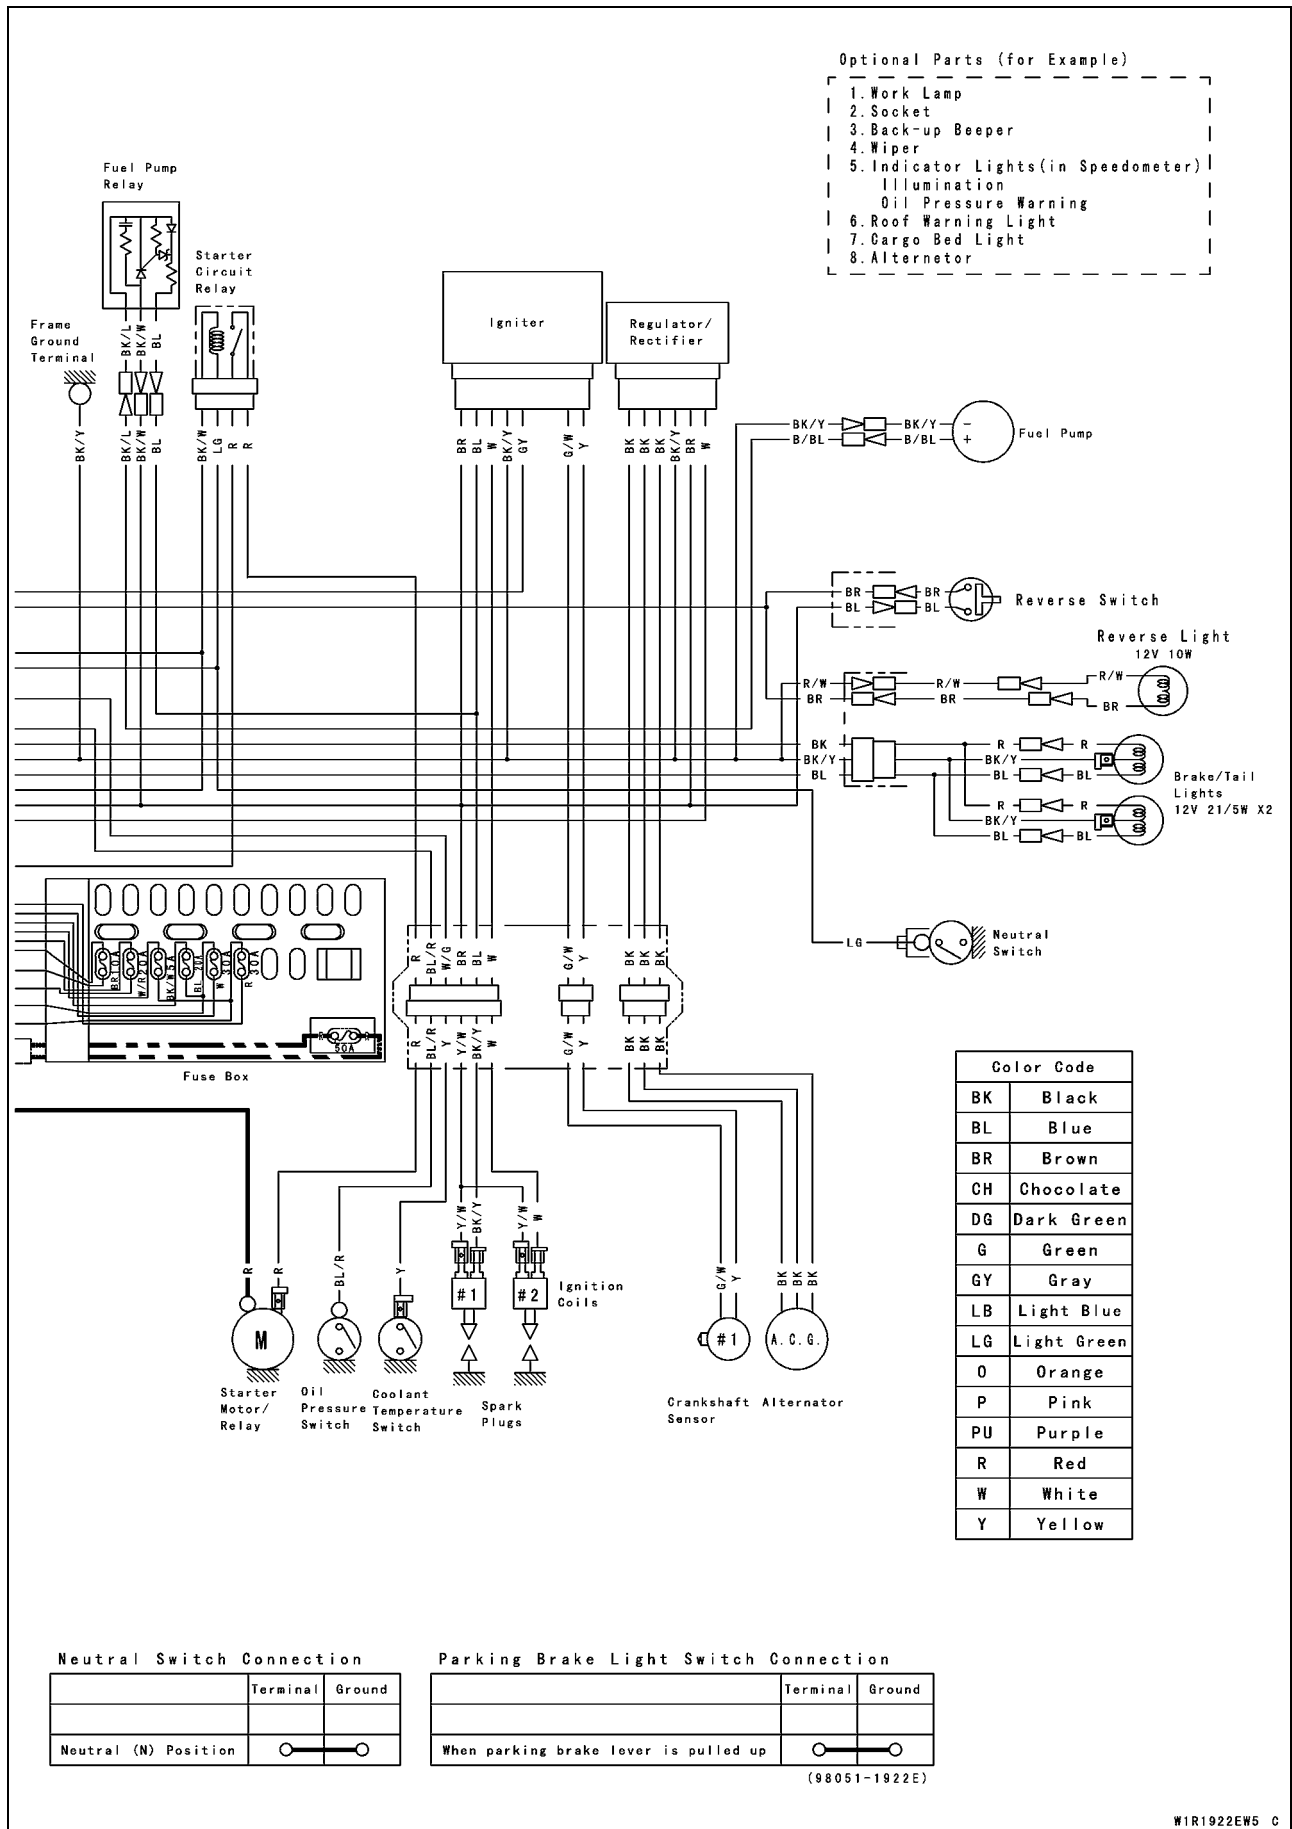 Optional Parts (for Example)
1.Work Lamp
2.Socket
3.Back-up Beeper
4.Wiper
5.Indicator Lights(in Speedometer)
Illumination
Oil Pressure Warning
6.Roof Warning Light
7.Cargo Bed Light
8.Alternetor
Fuel Pump
Relay
Starter
Circuit
Relay
Frame
Ground
Terminal
Igniter
Regulator/
Rectifier
BK/L BK/W BL
BK/Y BK/L BK/W BL BK/W LG R R
BR BL W BK/Y GY G/W Y
BK BK BK BK/Y BR W
BK/Y BK/Y -
B/BL B/BL +
Fuel Pump
BR BR
BL BL
Reverse Switch
Reverse Light
12V 10W
R/W R/W R/W
BR BR BR
BK R R
BK/Y BK/Y
BL BL BL
R R
BK/Y
BL BL
Brake/Tail
Lights
12V 21/5W X2
LG
Neutral
Switch
BR10A W/R20A BK/W5A BL 20A W 30A R 30A
R R
50A
Fuse Box
R BL/R W/G BR BL W G/W Y BK BK BK
R BL/R Y Y/W BK/Y W G/W Y BK BK BK
R R BL/R Y Y/W BK/Y Y/W W G/W Y BK BK BK
M
#1 #2
Ignition
Coils
#1
A.C.G.
Starter
Motor/
Relay
Oil
Pressure
Switch
Coolant
Temperature
Switch
Spark
Plugs
Crankshaft
Sensor
Alternator
Color Code
BK Black
BL Blue
BR Brown
CH Chocolate
DG Dark Green
G Green
GY Gray
LB Light Blue
LG Light Green
O Orange
P Pink
PU Purple
R Red
W White
Y Yellow
Neutral Switch Connection
Terminal Ground
Neutral (N) Position
Parking Brake Light Switch Connection
Terminal Ground
When parking brake lever is pulled up
(98051-1922E)
W1R1922EW5 C